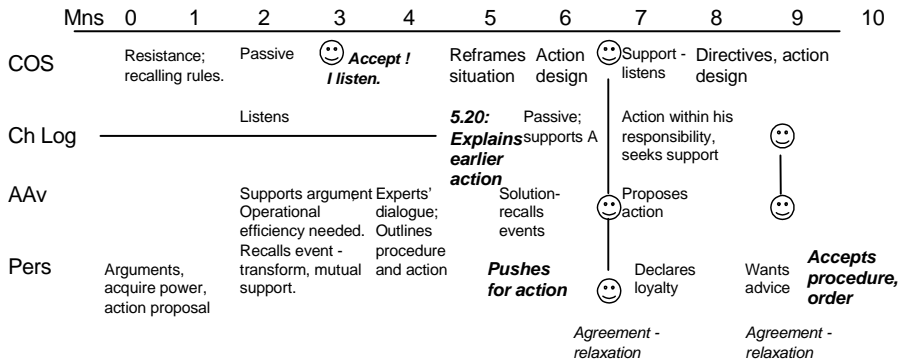 Mns 0 1 2 3 4 5 6 7 8 9 10
COS
Resistance;
recalling rules.
Passive
Accept !
I listen.
Reframes
situation
Action
design
Support -
listens
Directives, action
design
Ch Log
Listens
5.20:
Explains
earlier
action
Passive;
supports A
Action within his
responsibility,
seeks support
AAv
Supports argument
Operational
efficiency needed.
Recalls event -
transform, mutual
support.
Experts'
dialogue;
Outlines
procedure
and action
Solution-
recalls
events
Proposes
action
Pers
Arguments,
acquire power,
action proposal
Pushes
for action
Declares
loyalty
Wants
advice
Accepts
procedure,
order
Agreement -
relaxation
Agreement -
relaxation